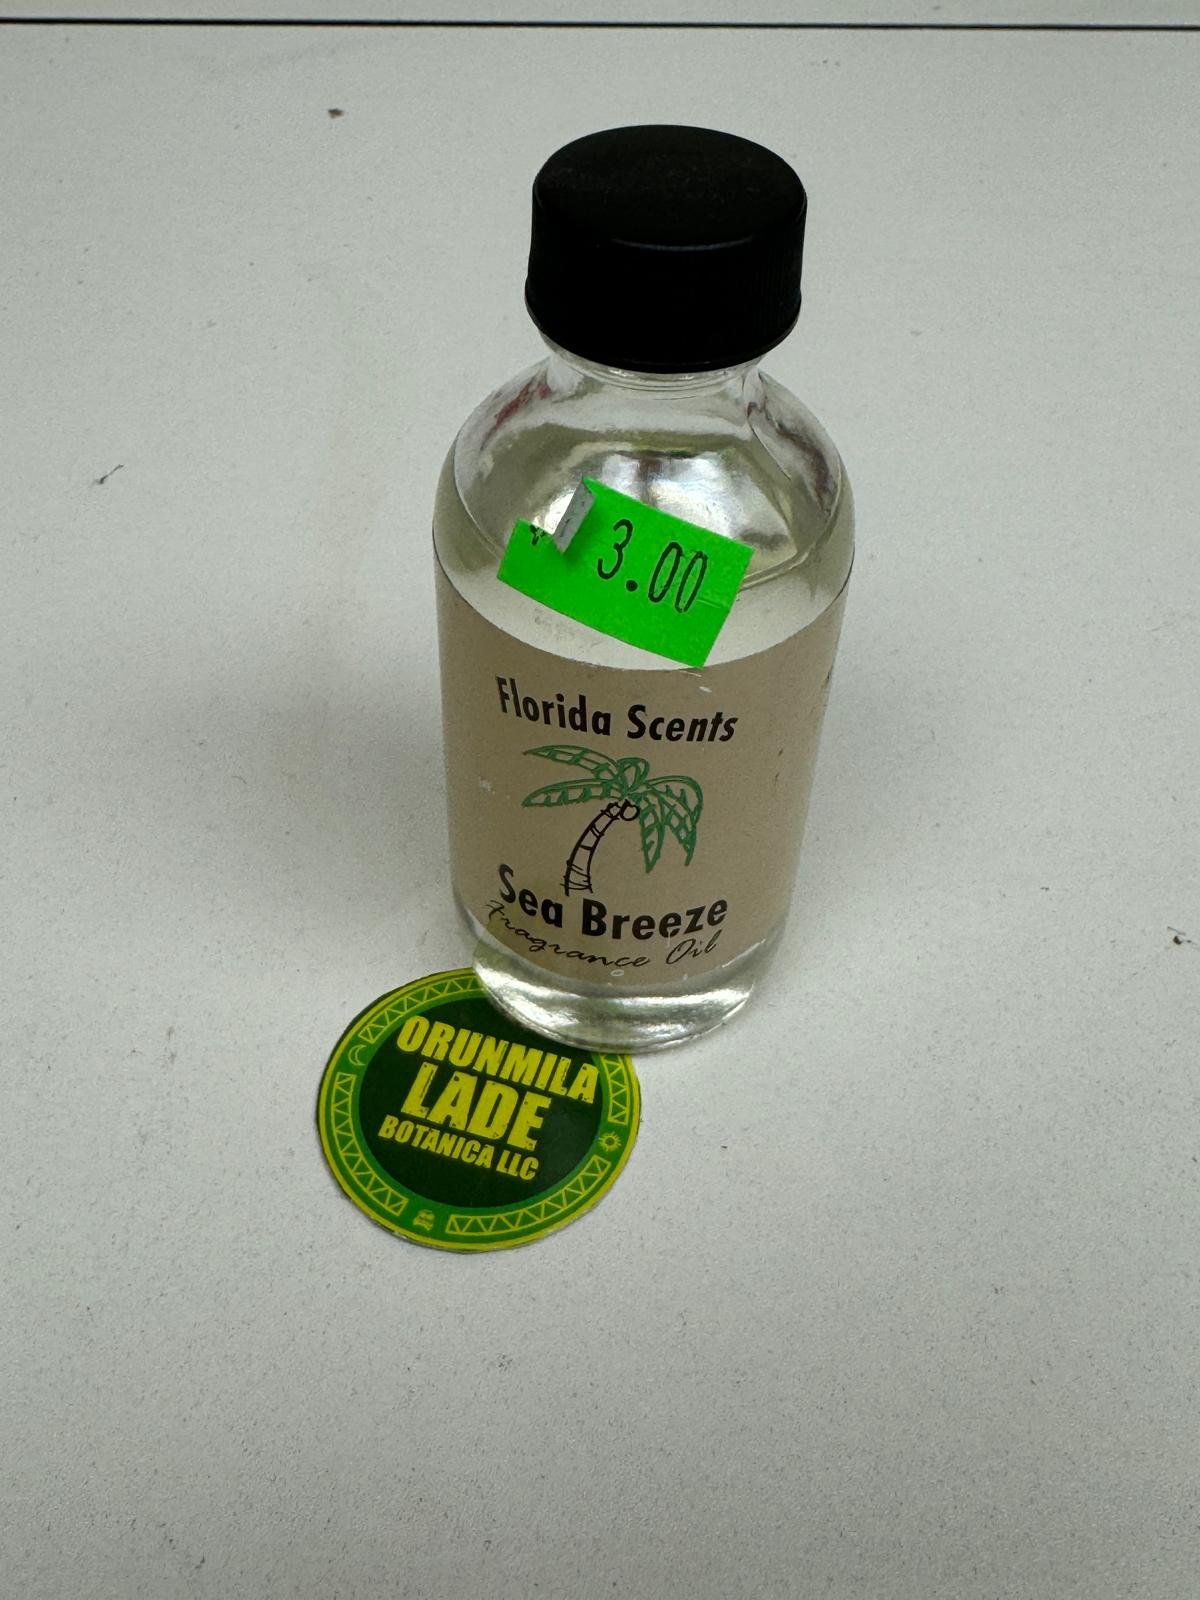 3.00
Florida Scents
Sea Breeze
Fragrance Oil
ORUNMILA
LADE
BOTANICA LLC